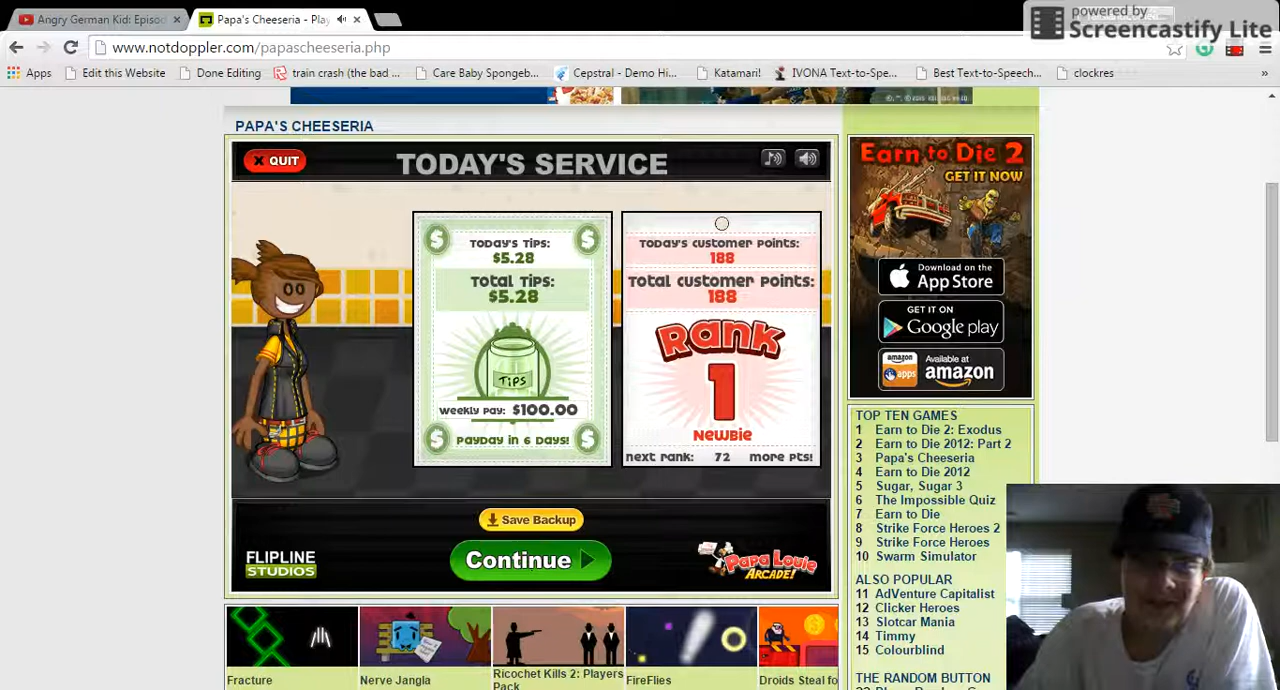 Angry German Kid: Episod
Papa's Cheeseria - Play
powered by
Screencastify Lite
www.notdoppler.com/papascheeseria.php
Apps
Edit this Website
Done Editing
train crash (the bad ...
Care Baby Spongeb...
Cepstral - Demo Hi...
Katamari!
IVONA Text-to-Spe...
Best Text-to-Speech...
clockres
»
PAPA'S CHEESERIA
X QUIT
TODAY'S SERVICE
Today's Tips:
$5.28
Total Tips:
$5.28
TIPS
Weekly Pay: $100.00
Payday in 6 days!
Today's Customer Points:
188
Total Customer Points:
188
Rank
1
Newbie
next rank: 72 more pts!
Save Backup
Continue
FLIPLINE
STUDIOS
Papa Louie
ARCADE!
Fracture
Nerve Jangla
Ricochet Kills 2: Players
Pack
FireFlies
Droids Steal fo
Earn to Die 2
GET IT NOW
Download on the
App Store
GET IT ON
Google play
amazon
apps
Available at
amazon
TOP TEN GAMES
1 Earn to Die 2: Exodus
2 Earn to Die 2012: Part 2
3 Papa's Cheeseria
4 Earn to Die 2012
5 Sugar, Sugar 3
6 The Impossible Quiz
7 Earn to Die
8 Strike Force Heroes 2
9 Strike Force Heroes
10 Swarm Simulator
ALSO POPULAR
11 AdVenture Capitalist
12 Clicker Heroes
13 Slotcar Mania
14 Timmy
15 Colourblind
THE RANDOM BUTTON